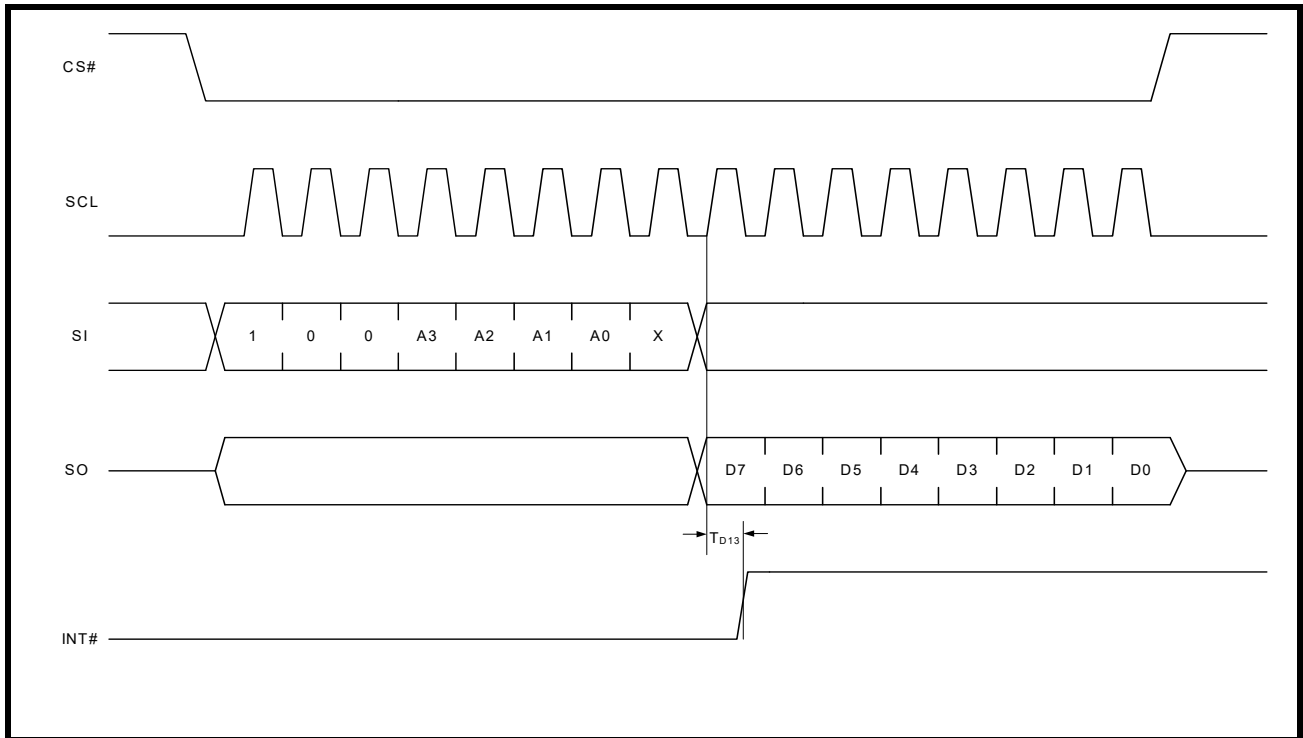 CS#
SCL
SI 1 0 0 A3 A2 A1 A0 X
SO D7 D6 D5 D4 D3 D2 D1 D0
TD13
INT#